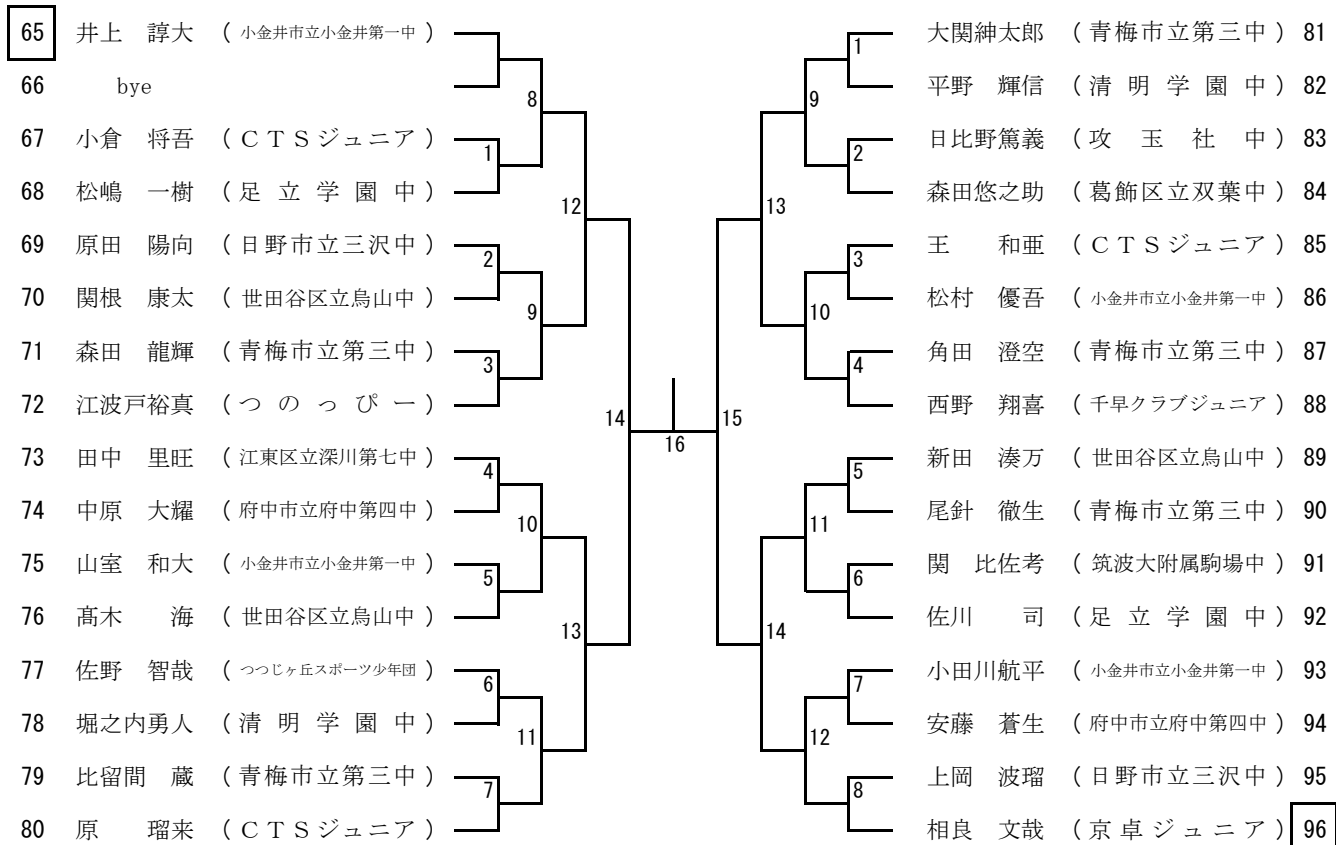 65 井上 諄大 ( 小金井市立小金井第一中 )
66 bye
67 小倉 将吾 ( CTSジュニア )
68 松嶋 一樹 ( 足立学園中 )
69 原田 陽向 ( 日野市立三沢中 )
70 関根 康太 ( 世田谷区立烏山中 )
71 森田 龍輝 ( 青梅市立第三中 )
72 江波戸裕真 ( つのっぴー )
73 田中 里旺 ( 江東区立深川第七中 )
74 中原 大耀 ( 府中市立府中第四中 )
75 山室 和大 ( 小金井市立小金井第一中 )
76 髙木 海 ( 世田谷区立烏山中 )
77 佐野 智哉 ( つつじヶ丘スポーツ少年団 )
78 堀之内勇人 ( 清明学園中 )
79 比留間 蔵 ( 青梅市立第三中 )
80 原 瑠来 ( CTSジュニア )
1
2
3
4
5
6
7
8
9
10
11
12
13
14
16
15
13
14
9
10
11
12
1
2
3
4
5
6
7
8
大関紳太郎 ( 青梅市立第三中 ) 81
平野 輝信 ( 清明学園中 ) 82
日比野篤義 ( 攻玉社中 ) 83
森田悠之助 ( 葛飾区立双葉中 ) 84
王 和亜 ( CTSジュニア ) 85
松村 優吾 ( 小金井市立小金井第一中 ) 86
角田 澄空 ( 青梅市立第三中 ) 87
西野 翔喜 ( 千早クラブジュニア ) 88
新田 湊万 ( 世田谷区立烏山中 ) 89
尾針 徹生 ( 青梅市立第三中 ) 90
関 比佐考 ( 筑波大附属駒場中 ) 91
佐川 司 ( 足立学園中 ) 92
小田川航平 ( 小金井市立小金井第一中 ) 93
安藤 蒼生 ( 府中市立府中第四中 ) 94
上岡 波瑠 ( 日野市立三沢中 ) 95
相良 文哉 ( 京卓ジュニア ) 96